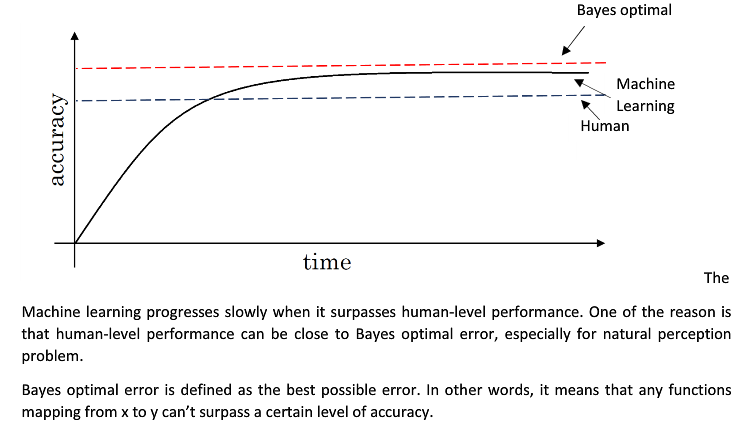 Bayes optimal
accuracy
Machine
Learning
Human
time
The
Machine learning progresses slowly when it surpasses human-level performance. One of the reason is
that human-level performance can be close to Bayes optimal error, especially for natural perception
problem.
Bayes optimal error is defined as the best possible error. In other words, it means that any functions
mapping from x to y can’t surpass a certain level of accuracy.